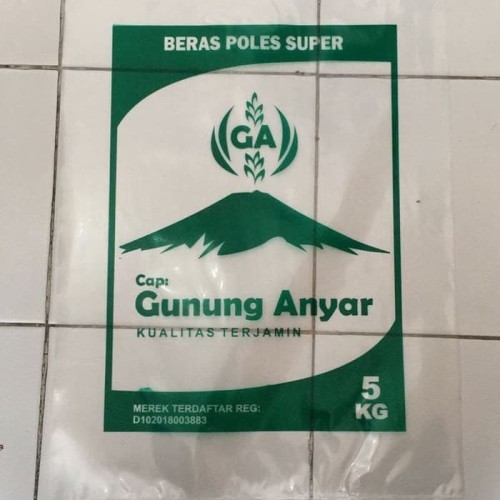 BERAS POLES SUPER
GA
Cap:
Gunung Anyar
KUALITAS TERJAMIN
5
KG
MEREK TERDAFTAR REG:
D102018003883